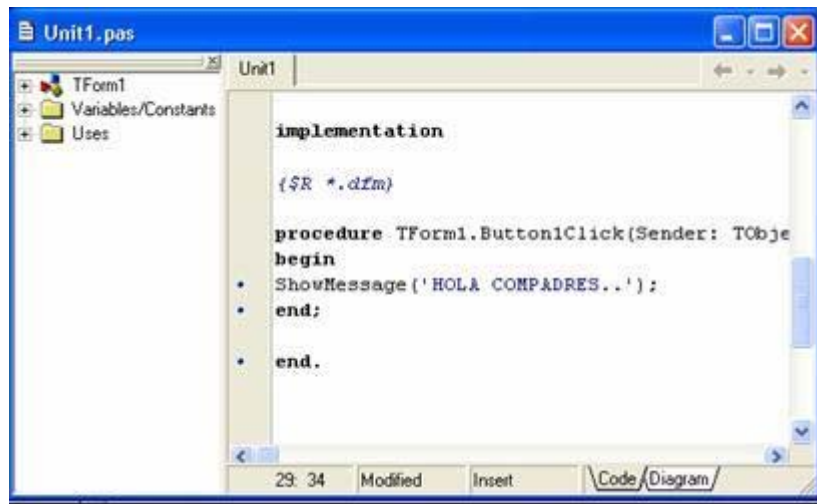 Unit1.pas
TForm1
Variables/Constants
Uses
Unit1
implementation
{$R *.dfm}
procedure TForm1.Button1Click(Sender: TObje
begin
ShowMessage('HOLA COMPADRES..');
end;
end.
29: 34 Modified Insert Code Diagram